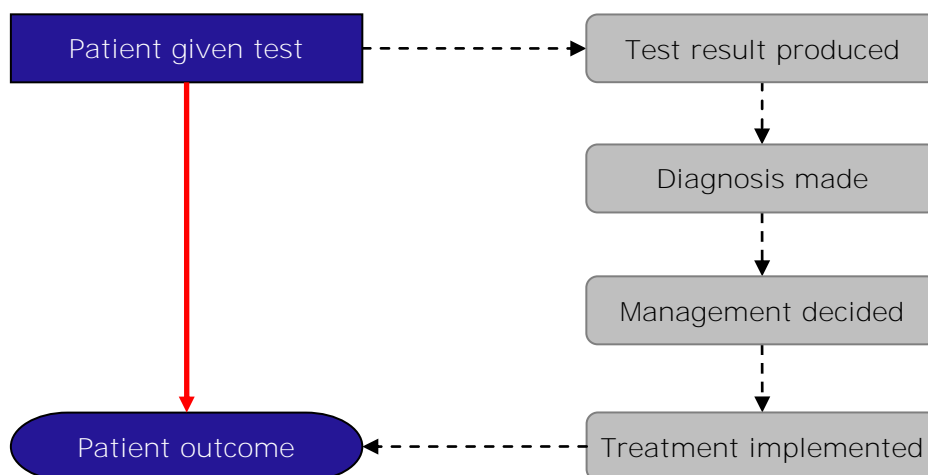 Patient given test
Test result produced
Diagnosis made
Management decided
Treatment implemented
Patient outcome